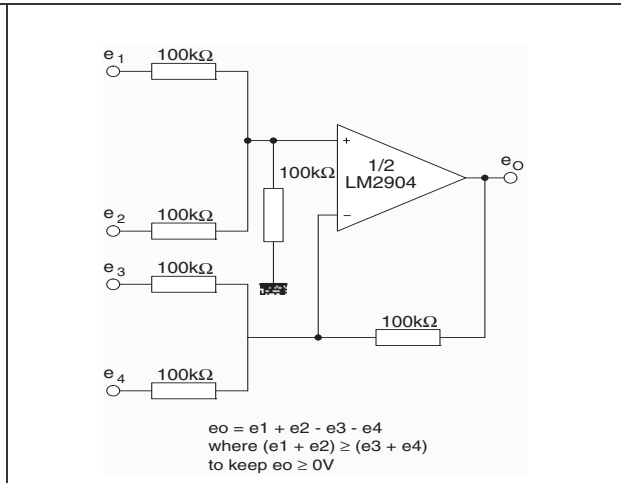 e1
100kΩ
100kΩ
1/2
LM2904
eO
e2
100kΩ
e3
100kΩ
100kΩ
e4
100kΩ
+
−
eo = e1 + e2 - e3 - e4
where (e1 + e2) ≥ (e3 + e4)
to keep eo ≥ 0V